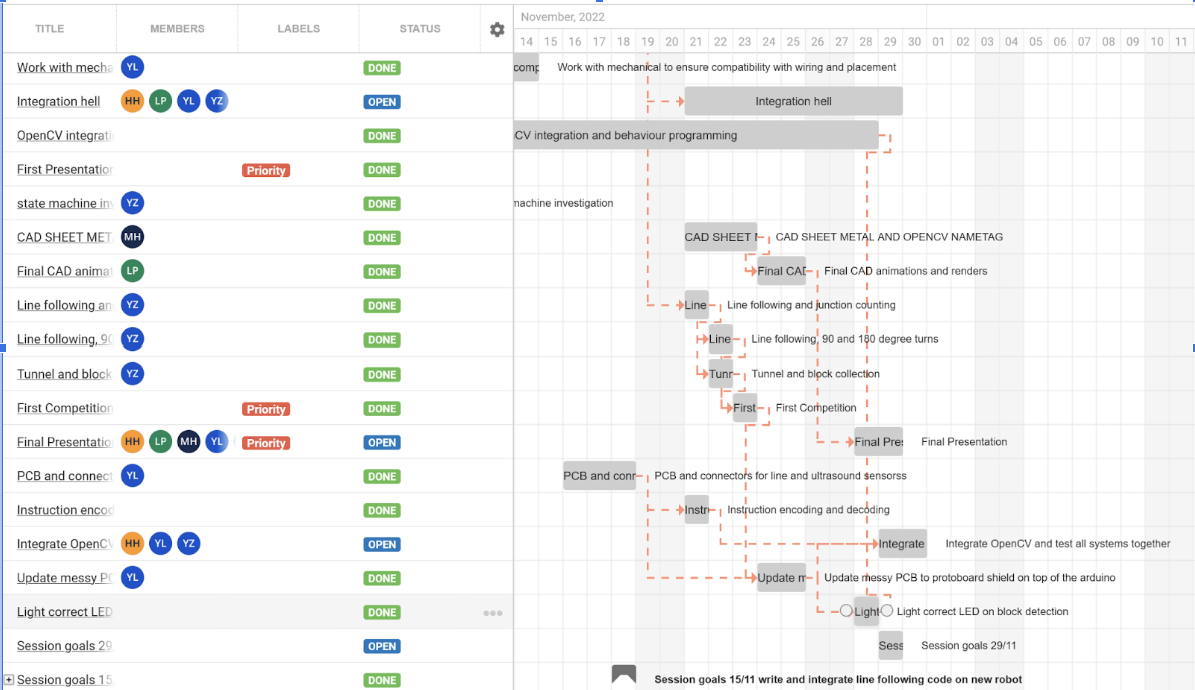 TITLE MEMBERS LABELS STATUS November, 2022
14 15 16 17 18 19 20 21 22 23 24 25 26 27 28 29 30 01 02 03 04 05 06 07 08 09 10 11
Work with mecha YL DONE comp Work with mechanical to ensure compatibility with wiring and placement
Integration hell HH LP YL YZ OPEN Integration hell
OpenCV integrati DONE CV integration and behaviour programming
First Presentation Priority DONE
state machine inv YZ DONE machine investigation
CAD SHEET MET MH DONE CAD SHEET M CAD SHEET METAL AND OPENCV NAMETAG
Final CAD animat LP DONE Final CAD Final CAD animations and renders
Line following an YZ DONE Line Line following and junction counting
Line following, 90 YZ DONE Line Line following, 90 and 180 degree turns
Tunnel and block YZ DONE Tunr Tunnel and block collection
First Competition Priority DONE First First Competition
Final Presentatio HH LP MH YL Priority OPEN Final Pres Final Presentation
PCB and connect YL DONE PCB and conn PCB and connectors for line and ultrasound sensorss
Instruction encod DONE Instr Instruction encoding and decoding
Integrate OpenCV HH YL YZ OPEN Integrate Integrate OpenCV and test all systems together
Update messy PC YL DONE Update m Update messy PCB to protoboard shield on top of the arduino
Light correct LED DONE Light Light correct LED on block detection
Session goals 29 OPEN Sess Session goals 29/11
Session goals 15 DONE Session goals 15/11 write and integrate line following code on new robot